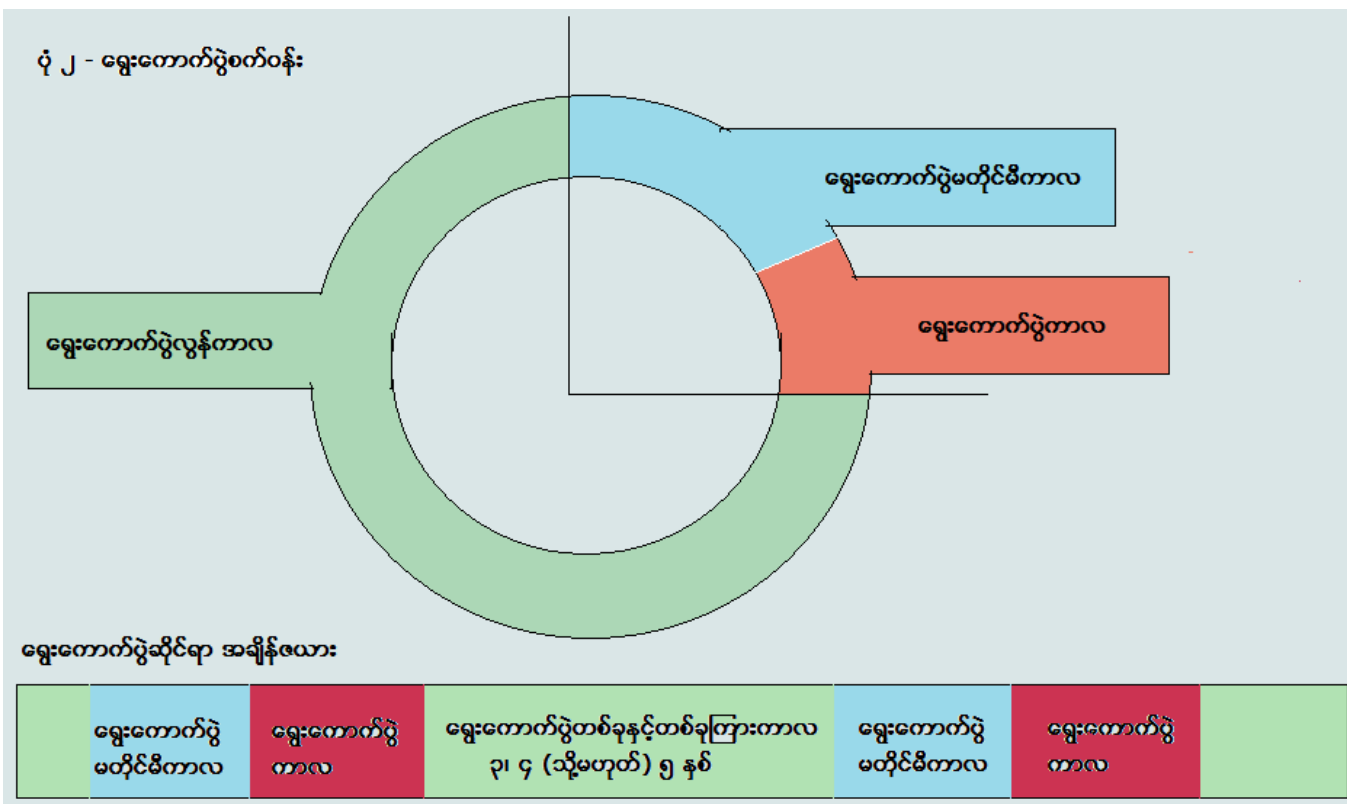 ပုံ ၂ - ရွေးကောက်ပွဲစက်ဝန်း
ရွေးကောက်ပွဲမတိုင်မီကာလ
ရွေးကောက်ပွဲကာလ
ရွေးကောက်ပွဲလွန်ကာလ
ရွေးကောက်ပွဲဆိုင်ရာ အချိန်ဇယား
ရွေးကောက်ပွဲ
မတိုင်မီကာလ
ရွေးကောက်ပွဲ
ကာလ
ရွေးကောက်ပွဲတစ်ခုနှင့်တစ်ခုကြားကာလ
၃၊ ၄ (သို့မဟုတ်) ၅ နှစ်
ရွေးကောက်ပွဲ
မတိုင်မီကာလ
ရွေးကောက်ပွဲ
ကာလ